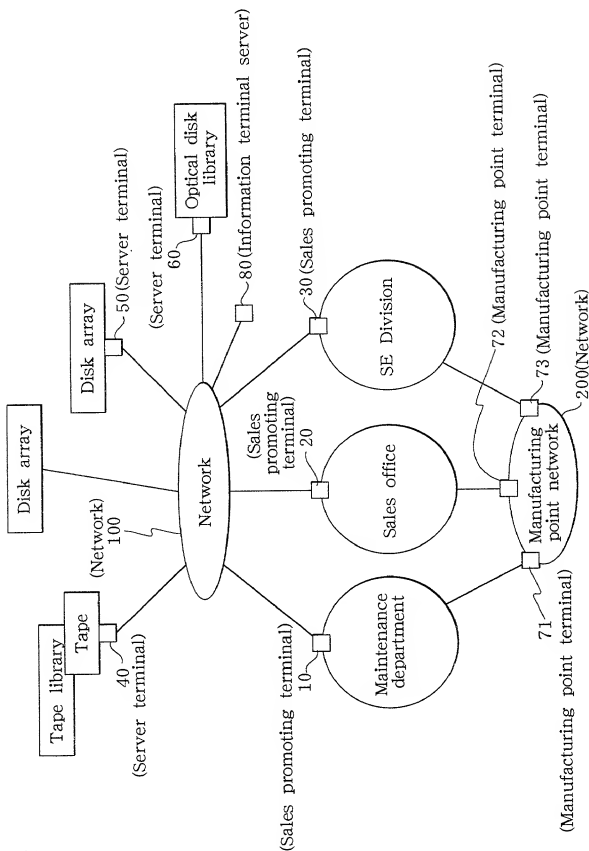 Tape library
Tape
40
(Server terminal)
Disk array
Disk array
50(Server terminal)
(Server terminal)
60
Optical disk
library
(Network)
100
Network
80(Information terminal server)
(Sales promoting terminal)
10
Maintenance
department
(Sales
promoting
terminal)
20
Sales office
30(Sales promoting terminal)
SE Division
71
(Manufacturing point terminal)
Manufacturing
point network
72 (Manufacturing point terminal)
73 (Manufacturing point terminal)
200(Network)